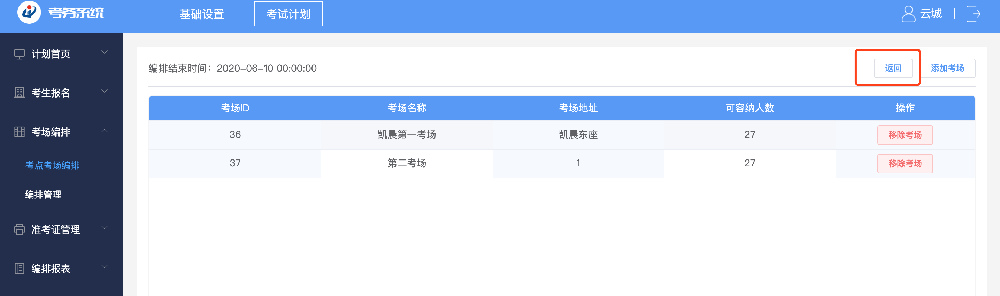 考务系统
基础设置
考试计划
云城
计划首页
考生报名
考场编排
考点考场编排
编排管理
准考证管理
编排报表
编排结束时间：2020-06-10 00:00:00
返回
添加考场
考场ID 考场名称 考场地址 可容纳人数 操作
36 凯晨第一考场 凯晨东座 27 移除考场
37 第二考场 1 27 移除考场